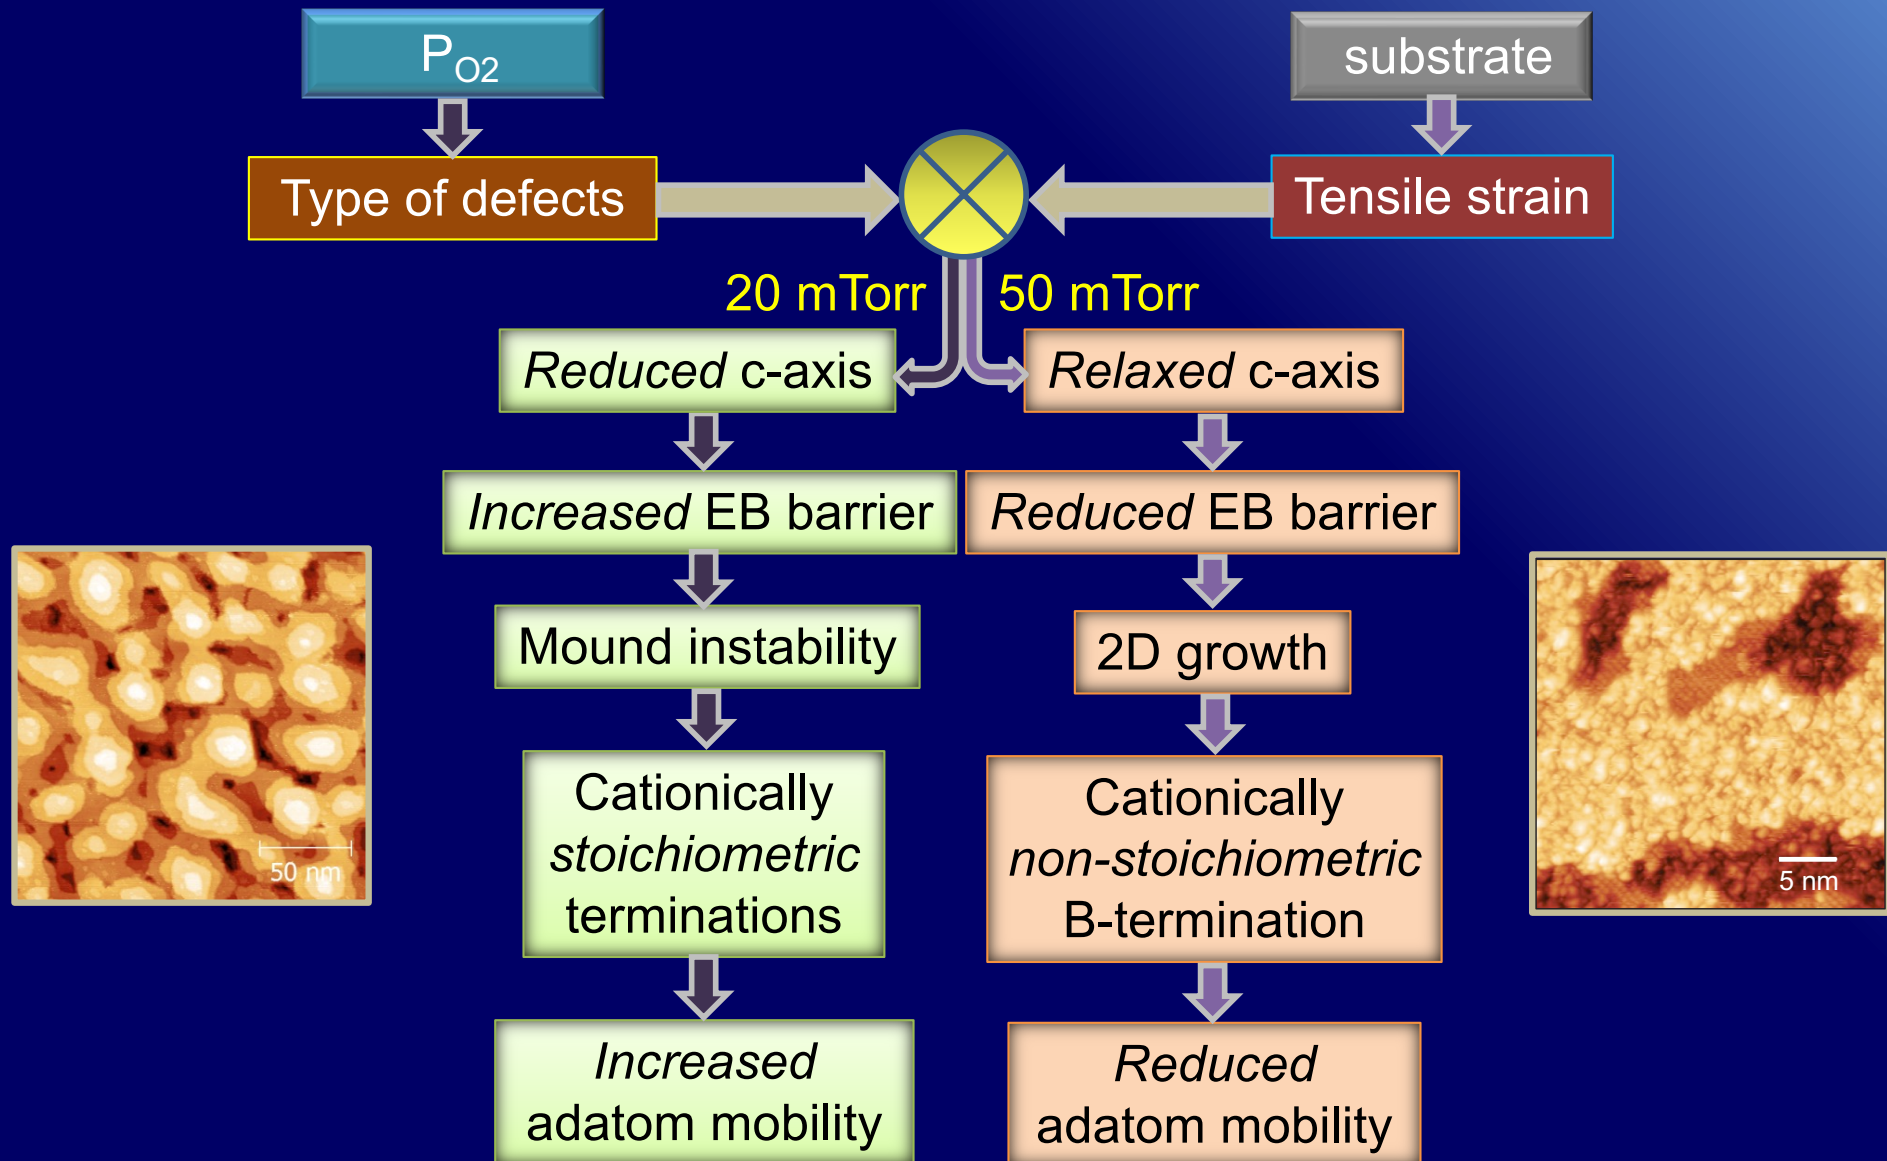 P_O2
substrate
Type of defects
Tensile strain
20 mTorr
50 mTorr
Reduced c-axis
Relaxed c-axis
Increased EB barrier
Reduced EB barrier
Mound instability
2D growth
Cationically
stoichiometric
terminations
Cationically
non-stoichiometric
B-termination
50 nm
5 nm
Increased
adatom mobility
Reduced
adatom mobility